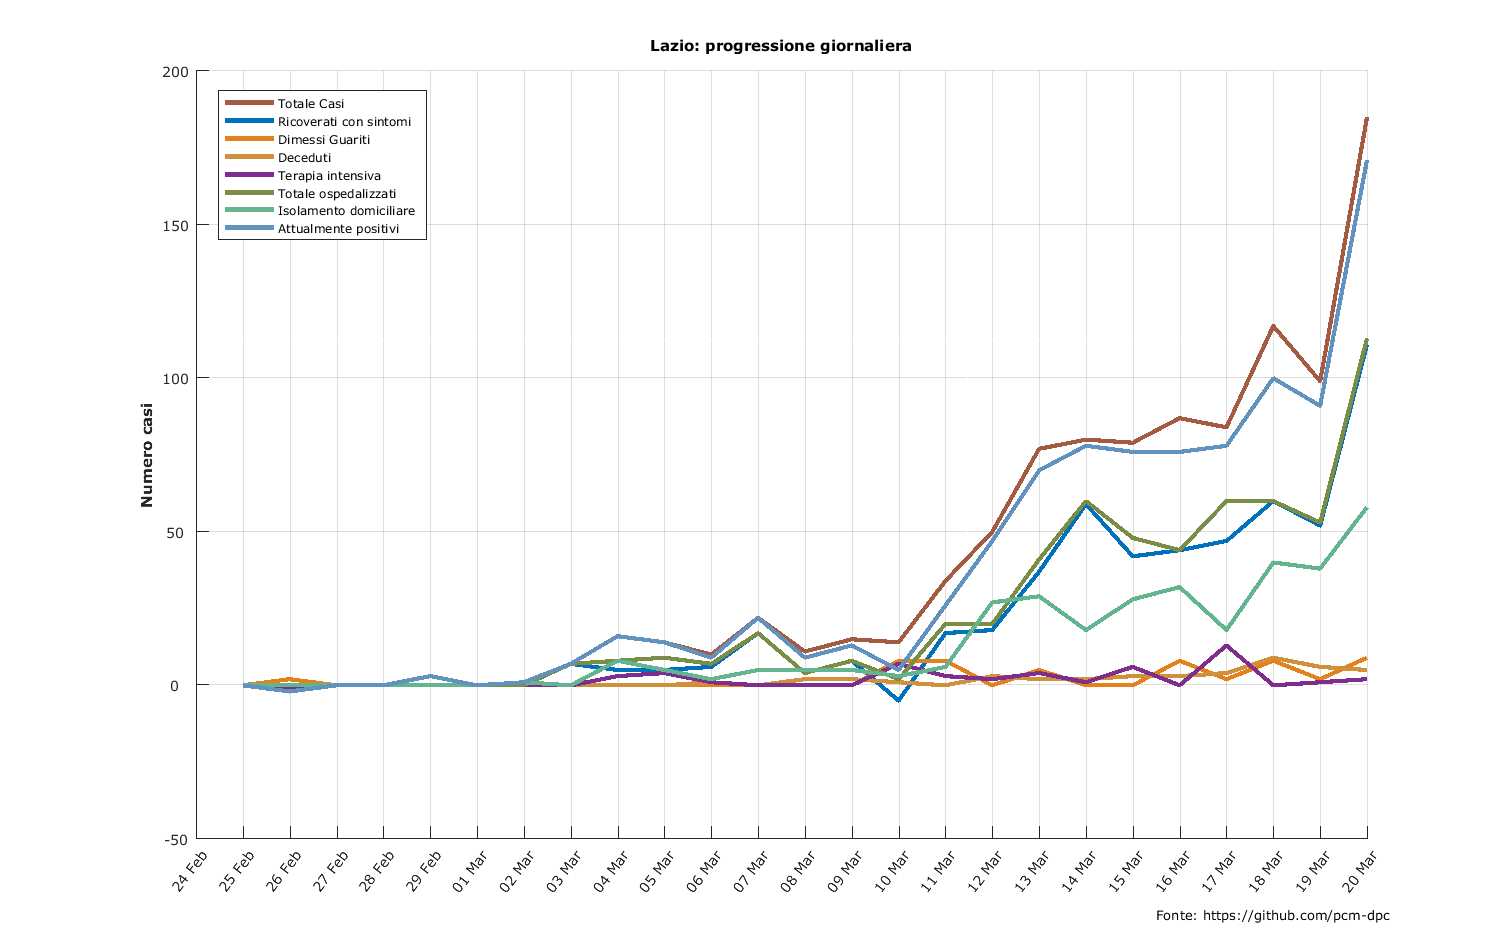 Lazio: progressione giornaliera
200
150
100
50
0
-50
Numero casi
Totale Casi
Ricoverati con sintomi
Dimessi Guariti
Deceduti
Terapia intensiva
Totale ospedalizzati
Isolamento domiciliare
Attualmente positivi
24 Feb
25 Feb
26 Feb
27 Feb
28 Feb
29 Feb
01 Mar
02 Mar
03 Mar
04 Mar
05 Mar
06 Mar
07 Mar
08 Mar
09 Mar
10 Mar
11 Mar
12 Mar
13 Mar
14 Mar
15 Mar
16 Mar
17 Mar
18 Mar
19 Mar
20 Mar
Fonte: https://github.com/pcm-dpc